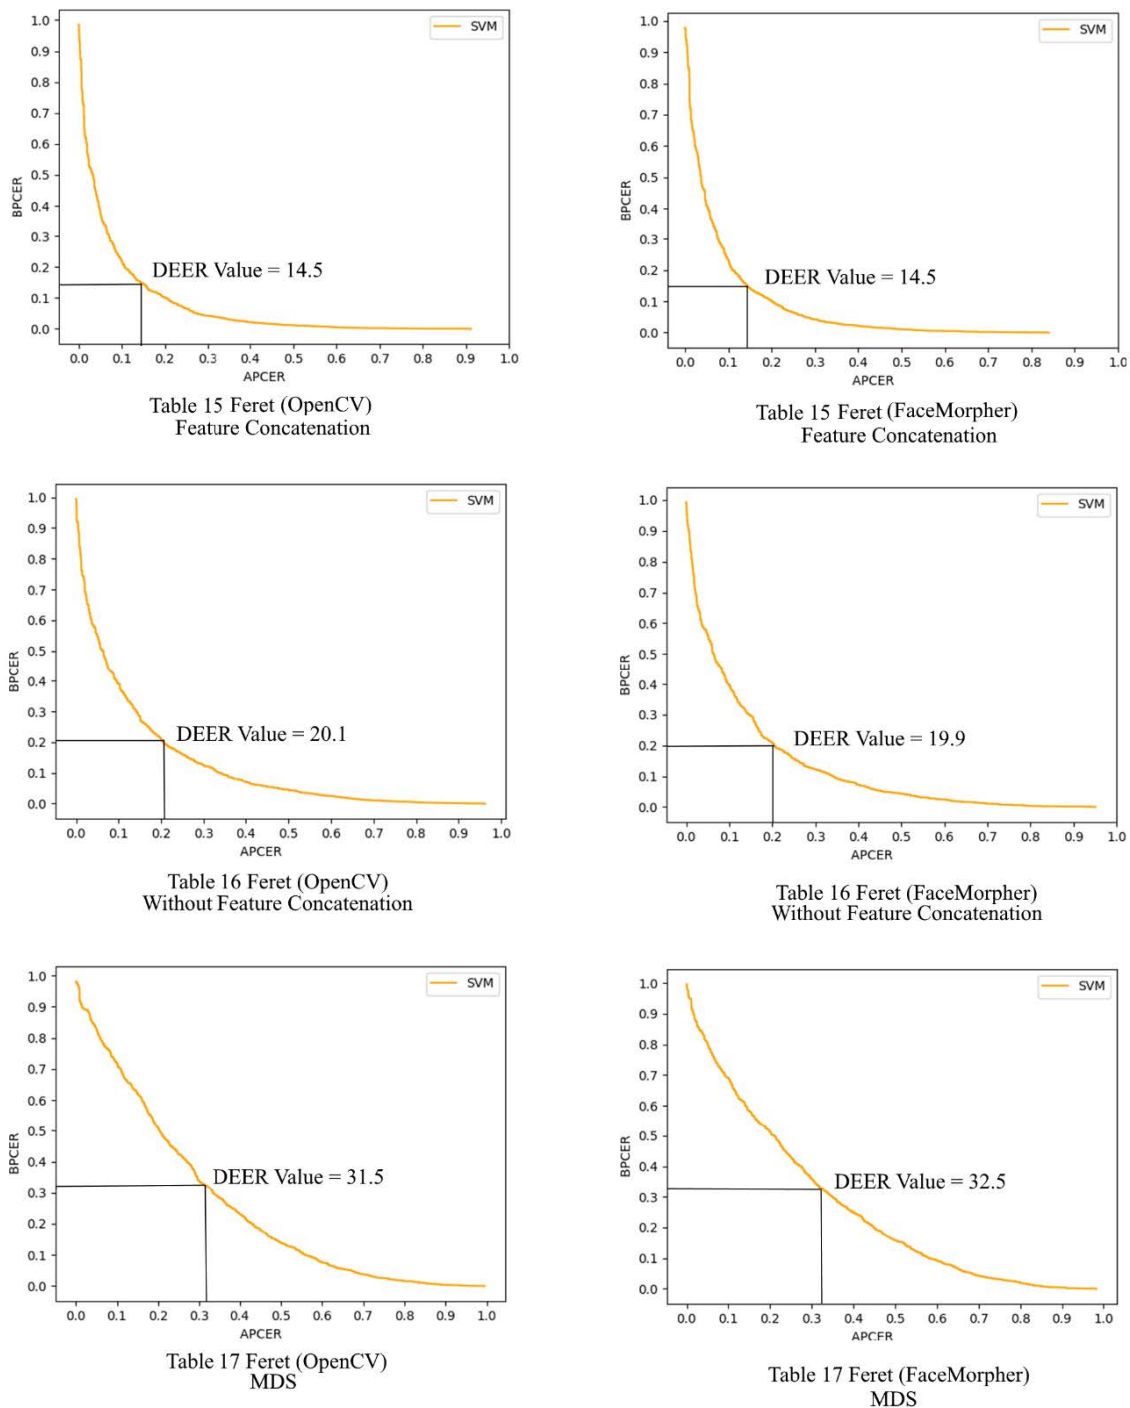 1.0
0.9
0.8
0.7
0.6
0.5
0.4
0.3
0.2
0.1
0.0
BPCER
SVM
DEER Value = 14.5
0.0 0.1 0.2 0.3 0.4 0.5 0.6 0.7 0.8 0.9 1.0
APCER
Table 15 Feret (OpenCV)
Feature Concatenation
1.0
0.9
0.8
0.7
0.6
0.5
0.4
0.3
0.2
0.1
0.0
BPCER
SVM
DEER Value = 14.5
0.0 0.1 0.2 0.3 0.4 0.5 0.6 0.7 0.8 0.9 1.0
APCER
Table 15 Feret (FaceMorpher)
Feature Concatenation
1.0
0.9
0.8
0.7
0.6
0.5
0.4
0.3
0.2
0.1
0.0
BPCER
SVM
DEER Value = 20.1
0.0 0.1 0.2 0.3 0.4 0.5 0.6 0.7 0.8 0.9 1.0
APCER
Table 16 Feret (OpenCV)
Without Feature Concatenation
1.0
0.9
0.8
0.7
0.6
0.5
0.4
0.3
0.2
0.1
0.0
BPCER
SVM
DEER Value = 19.9
0.0 0.1 0.2 0.3 0.4 0.5 0.6 0.7 0.8 0.9 1.0
APCER
Table 16 Feret (FaceMorpher)
Without Feature Concatenation
1.0
0.9
0.8
0.7
0.6
0.5
0.4
0.3
0.2
0.1
0.0
BPCER
SVM
DEER Value = 31.5
0.0 0.1 0.2 0.3 0.4 0.5 0.6 0.7 0.8 0.9 1.0
APCER
Table 17 Feret (OpenCV)
MDS
1.0
0.9
0.8
0.7
0.6
0.5
0.4
0.3
0.2
0.1
0.0
BPCER
SVM
DEER Value = 32.5
0.0 0.1 0.2 0.3 0.4 0.5 0.6 0.7 0.8 0.9 1.0
APCER
Table 17 Feret (FaceMorpher)
MDS